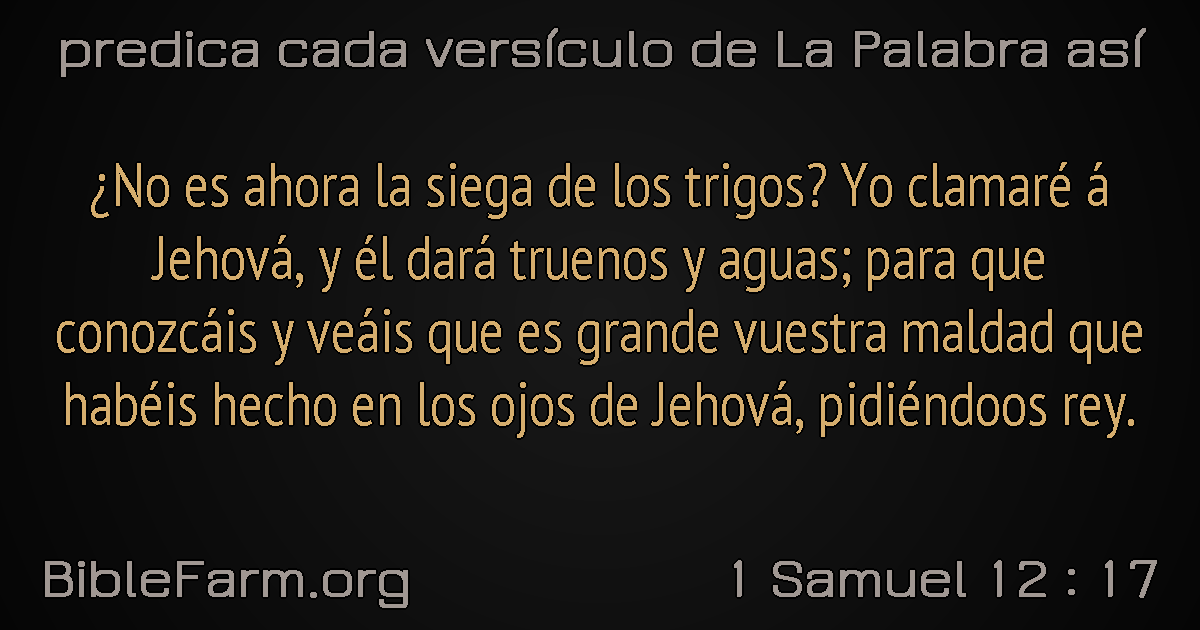 predica cada versículo de La Palabra así
¿No es ahora la siega de los trigos? Yo clamaré á
Jehová, y él dará truenos y aguas; para que
conozcáis y veáis que es grande vuestra maldad que
habéis hecho en los ojos de Jehová, pidiéndoos rey.
BibleFarm.org
1 Samuel 12 : 17